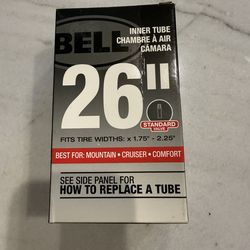 BELL
INNER TUBE
CHAMBRE À AIR
CÁMARA
26"
STANDARD
VALVE
FITS TIRE WIDTHS: x 1.75" - 2.25"
BEST FOR: MOUNTAIN • CRUISER • COMFORT
SEE SIDE PANEL FOR
HOW TO REPLACE A TUBE